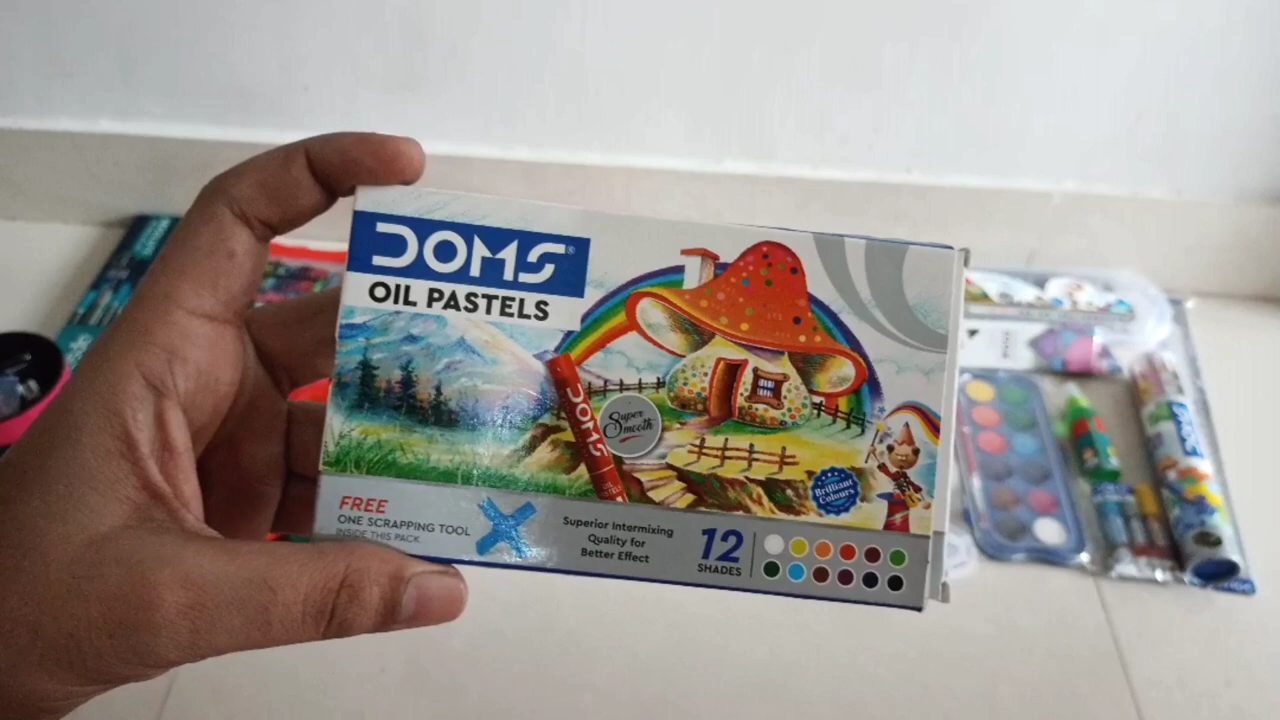 DOMS®
OIL PASTELS
DOMS
Super
Smooth
Brilliant
Colours
FREE
ONE SCRAPPING TOOL
INSIDE THIS PACK
Superior Intermixing
Quality for
Better Effect
12
SHADES